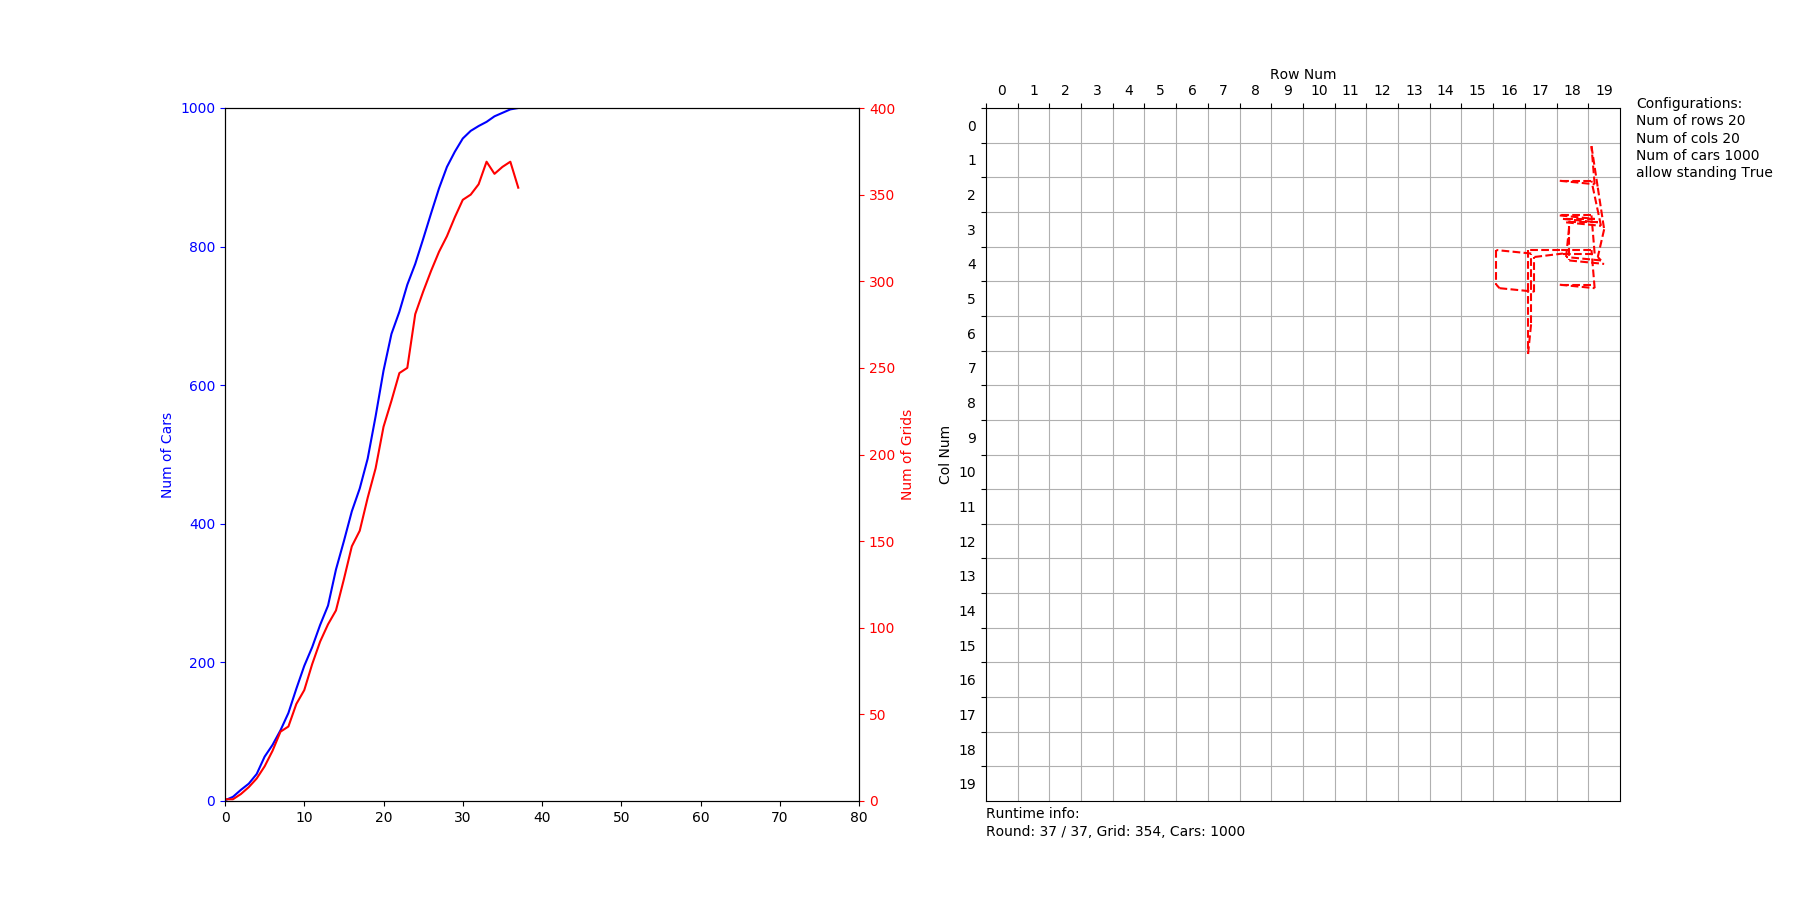 1000
800
600
400
200
0
Num of Cars
0 10 20 30 40 50 60 70 80
400
350
300
250
200
150
100
50
0
Num of Grids
Row Num
0 1 2 3 4 5 6 7 8 9 10 11 12 13 14 15 16 17 18 19
Col Num
0
1
2
3
4
5
6
7
8
9
10
11
12
13
14
15
16
17
18
19
Configurations:
Num of rows 20
Num of cols 20
Num of cars 1000
allow standing True
Runtime info:
Round: 37 / 37, Grid: 354, Cars: 1000